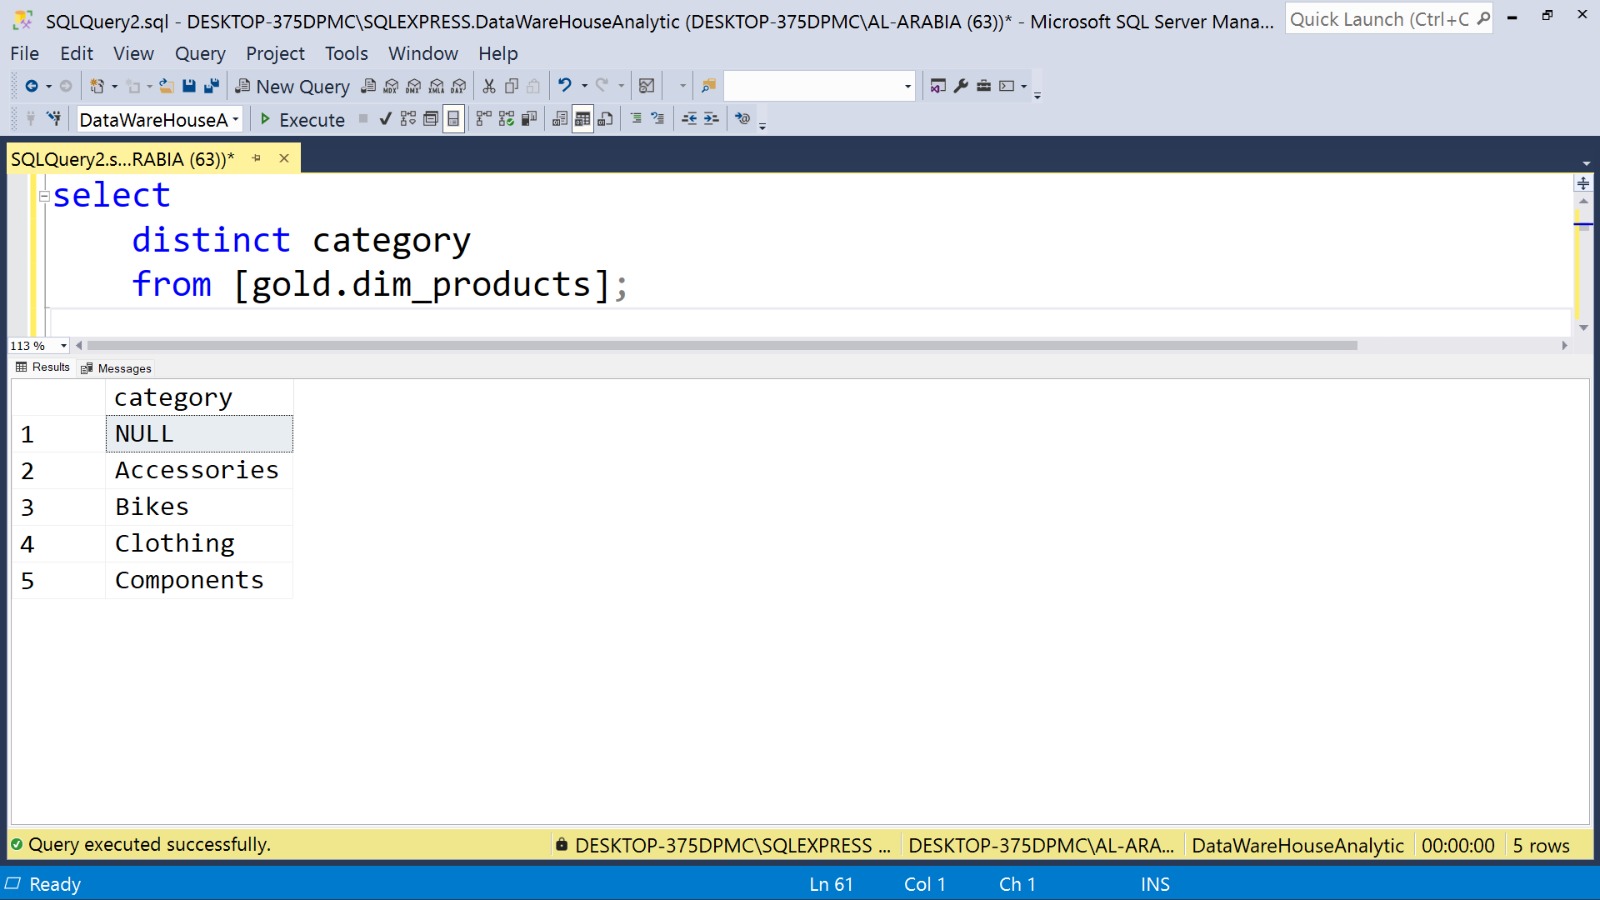 SQLQuery2.sql - DESKTOP-375DPMC\SQLEXPRESS.DataWareHouseAnalytic (DESKTOP-375DPMC\AL-ARABIA (63))* - Microsoft SQL Server Mana...
Quick Launch (Ctrl+C
File Edit View Query Project Tools Window Help
New Query
DataWareHouseA Execute
SQLQuery2.s...RABIA (63))*
select
distinct category
from [gold.dim_products];
113 %
Results Messages
category
1 NULL
2 Accessories
3 Bikes
4 Clothing
5 Components
Query executed successfully. DESKTOP-375DPMC\SQLEXPRESS ... DESKTOP-375DPMC\AL-ARA... DataWareHouseAnalytic 00:00:00 5 rows
Ready Ln 61 Col 1 Ch 1 INS